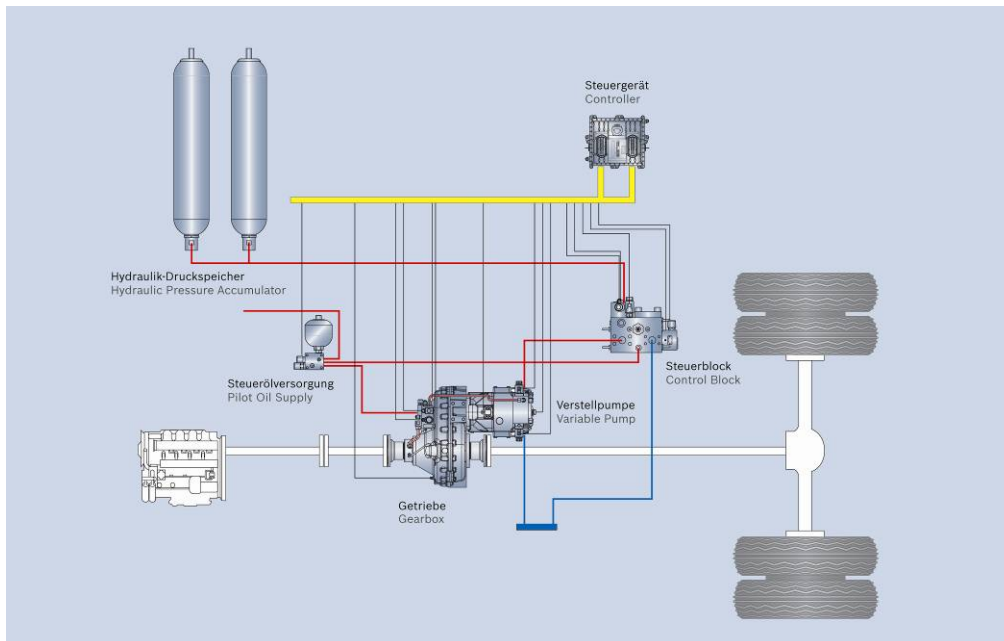 Steuergerät
Controller
Hydraulik-Druckspeicher
Hydraulic Pressure Accumulator
Steuerölversorgung
Pilot Oil Supply
Verstellpumpe
Variable Pump
Steuerblock
Control Block
Getriebe
Gearbox